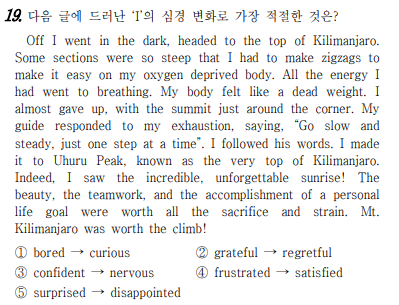 19. 다음 글에 드러난 ‘I’의 심경 변화로 가장 적절한 것은?
Off I went in the dark, headed to the top of Kilimanjaro.
Some sections were so steep that I had to make zigzags to
make it easy on my oxygen deprived body. All the energy I
had went to breathing. My body felt like a dead weight. I
almost gave up, with the summit just around the corner. My
guide responded to my exhaustion, saying, “Go slow and
steady, just one step at a time”. I followed his words. I made
it to Uhuru Peak, known as the very top of Kilimanjaro.
Indeed, I saw the incredible, unforgettable sunrise! The
beauty, the teamwork, and the accomplishment of a personal
life goal were worth all the sacrifice and strain. Mt.
Kilimanjaro was worth the climb!
① bored → curious ② grateful → regretful
③ confident → nervous ④ frustrated → satisfied
⑤ surprised → disappointed